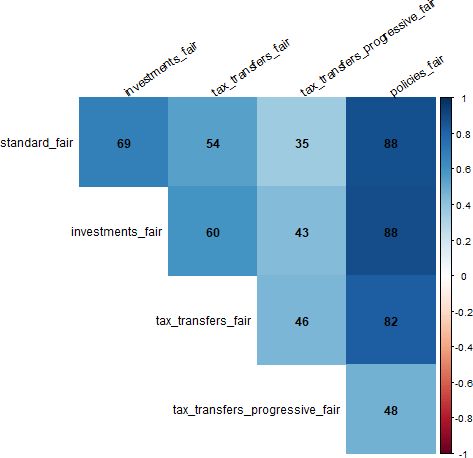 investments_fair
tax_transfers_fair
tax_transfers_progressive_fair
policies_fair
standard_fair 69 54 35 88
investments_fair 60 43 88
tax_transfers_fair 46 82
tax_transfers_progressive_fair 48
1
0.8
0.6
0.4
0.2
0
-0.2
-0.4
-0.6
-0.8
-1